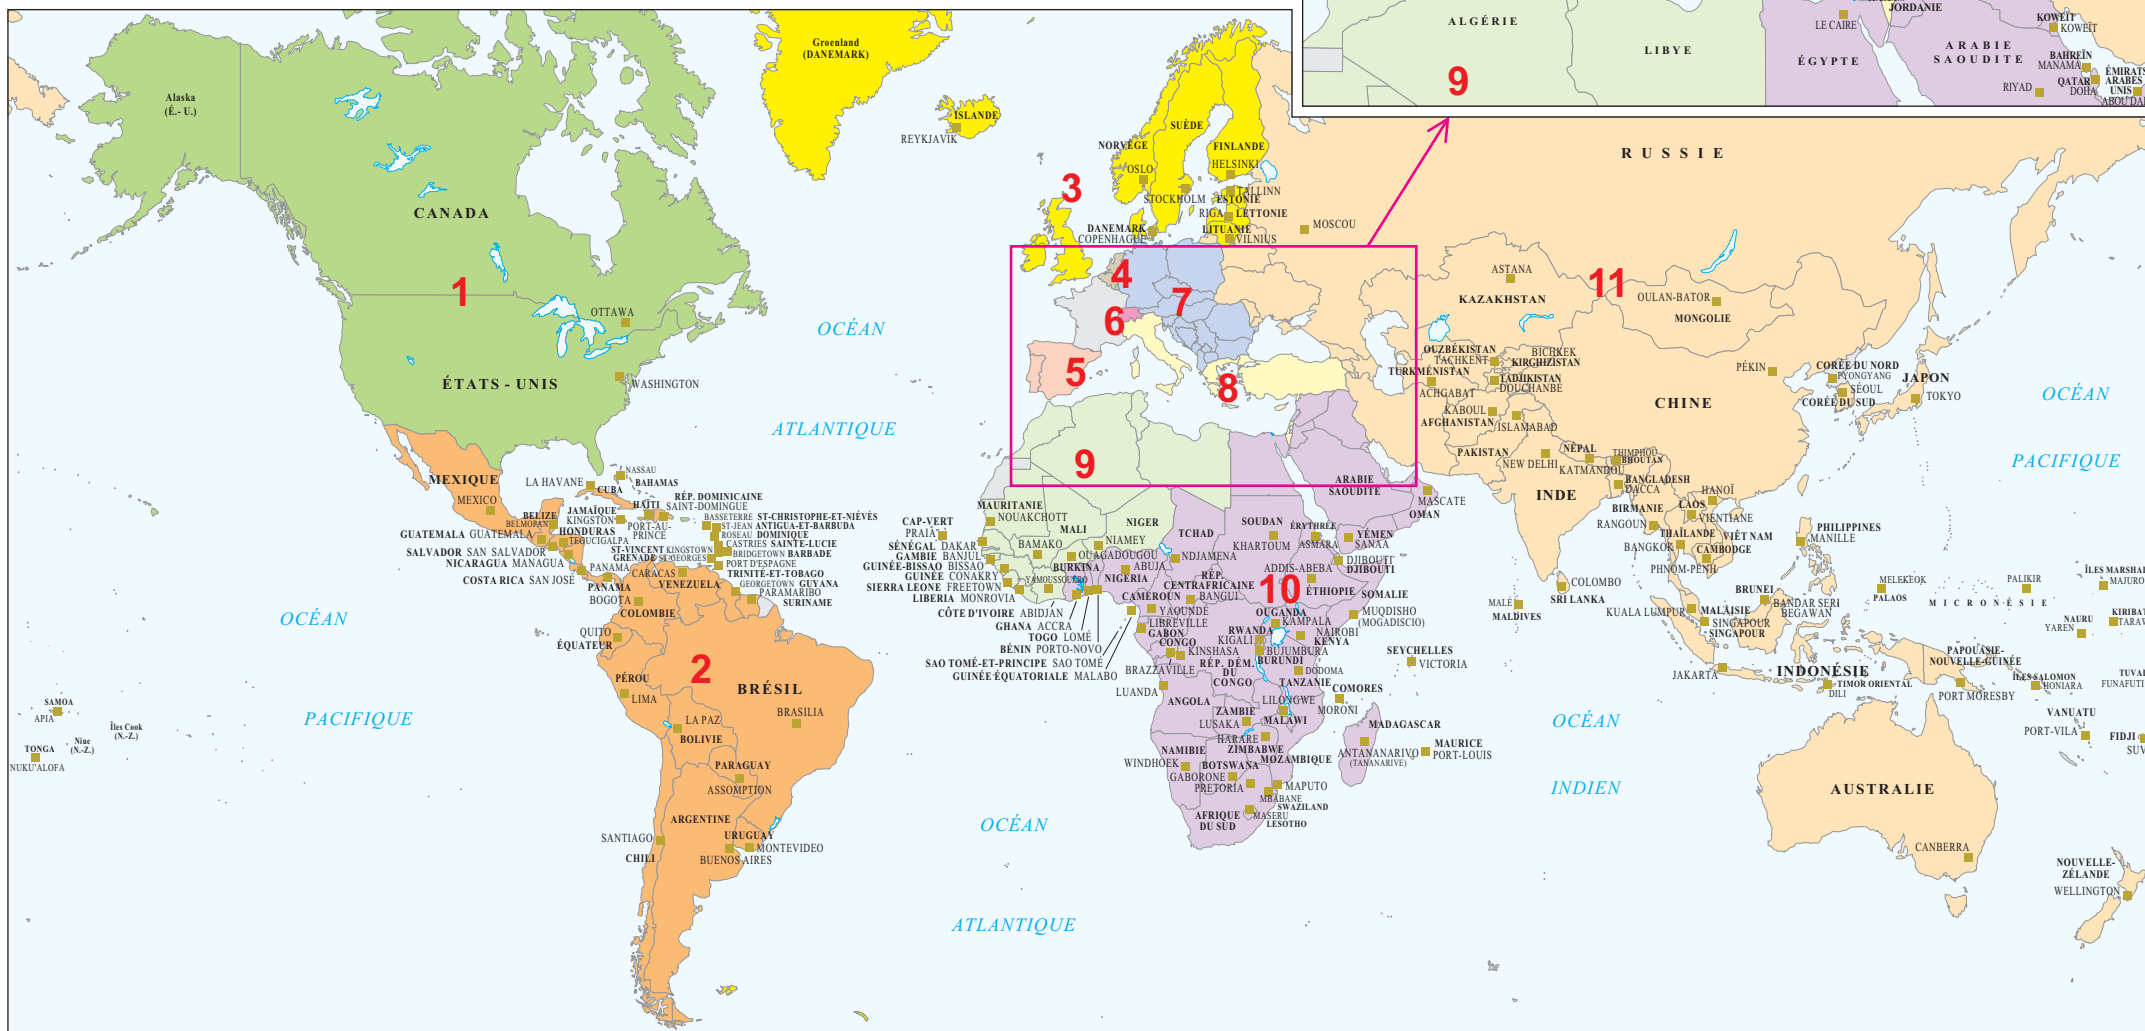 ALGÉRIE
LIBYE
LE CAIRE
ÉGYPTE
JORDANIE
KOWEÏT
KOWEÏT
ARABIE
SAOUDITE
BAHREÏN
MANAMA
QATAR
DOHA
ÉMIRATS
ARABES
UNIS
RIYAD
9
Groenland
(DANEMARK)
Alaska
(É.- U.)
CANADA
1
OTTAWA
ÉTATS - UNIS
WASHINGTON
ISLANDE
REYKJAVIK
NORVÈGE
OSLO
SUÈDE
STOCKHOLM
FINLANDE
HELSINKI
TALLINN
ESTONIE
RIGA LETTONIE
LITUANIE
VILNIUS
DANEMARK
COPENHAGUE
3
MOSCOU
RUSSIE
4
7
6
5
8
9
OCÉAN
ATLANTIQUE
11
ASTANA
KAZAKHSTAN
OULAN-BATOR
MONGOLIE
OUZBÉKISTAN
TACHKENT
BICHKEK
KIRGHIZISTAN
TURKMÉNISTAN
ACHGABAT
TADJIKISTAN
DOUCHANBE
KABOUL
AFGHANISTAN
ISLAMABAD
PAKISTAN
NEW DELHI
NÉPAL
KATMANDOU
THIMPHOU
BHOUTAN
BANGLADESH
DACCA
INDE
PÉKIN
CHINE
CORÉE DU NORD
PYONGYANG
SÉOUL
CORÉE DU SUD
JAPON
TOKYO
OCÉAN
PACIFIQUE
HANOÏ
LAOS
VIENTIANE
BIRMANIE
RANGOUN
THAÏLANDE
VIÊT NAM
BANGKOK
CAMBODGE
PHNOM-PENH
PHILIPPINES
MANILLE
COLOMBO
SRI LANKA
MALÉ
MALDIVES
BRUNEI
BANDAR SERI
BEGAWAN
KUALA LUMPUR
MALAISIE
SINGAPOUR
SINGAPOUR
MELEKEOK
PALAOS
PALIKIR
MICRONÉSIE
ÎLES MARSHAL
MAJURO
KIRIBAT
TARAW
NAURU
YAREN
INDONÉSIE
JAKARTA
TIMOR ORIENTAL
DILI
PAPOUASIE-
NOUVELLE-GUINÉE
PORT MORESBY
ÎLES SALOMON
HONIARA
TUVAL
FUNAFUTI
VANUATU
PORT-VILA
FIDJI
SUV
AUSTRALIE
CANBERRA
NOUVELLE-
ZÉLANDE
WELLINGTON
OCÉAN
INDIEN
MEXIQUE
MEXICO
LA HAVANE
CUBA
NASSAU
BAHAMAS
HAÏTI
PORT-AU-
PRINCE
RÉP. DOMINICAINE
SAINT-DOMINGUE
JAMAÏQUE
KINGSTON
BELIZE
BELMOPAN
GUATEMALA GUATEMALA
HONDURAS
TEGUCIGALPA
SALVADOR SAN SALVADOR
NICARAGUA MANAGUA
COSTA RICA SAN JOSÉ
PANAMA
PANAMA
BASSETERRE ST-CHRISTOPHE-ET-NIÉVÈS
ST-JEAN ANTIGUA-ET-BARBUDA
ROSEAU DOMINIQUE
CASTRIES SAINTE-LUCIE
ST-VINCENT KINGSTOWN
BRIDGETOWN BARBADE
GRENADE ST-GEORGES
PORT D'ESPAGNE
TRINITÉ-ET-TOBAGO
CARACAS
VENEZUELA
GEORGETOWN GUYANA
PARAMARIBO
SURINAME
BOGOTA
COLOMBIE
QUITO
ÉQUATEUR
PÉROU
LIMA
2
BRÉSIL
BRASILIA
LA PAZ
BOLIVIE
PARAGUAY
ASSOMPTION
ARGENTINE
URUGUAY
MONTEVIDEO
BUENOS AIRES
SANTIAGO
CHILI
OCÉAN
PACIFIQUE
SAMOA
APIA
TONGA
NUKU'ALOFA
Niue
(N.-Z.)
Îles Cook
(N.-Z.)
MAURITANIE
NOUAKCHOTT
CAP-VERT
PRAIA
SÉNÉGAL DAKAR
GAMBIE BANJUL
GUINÉE-BISSAO BISSAO
GUINÉE CONAKRY
SIERRA LEONE FREETOWN
LIBERIA MONROVIA
CÔTE D'IVOIRE ABIDJAN
YAMOUSSOUKRO
GHANA ACCRA
TOGO LOMÉ
BÉNIN PORTO-NOVO
SAO TOMÉ-ET-PRINCIPE SAO TOMÉ
GUINÉE ÉQUATORIALE MALABO
MALI
BAMAKO
NIGER
NIAMEY
OUAGADOUGOU
BURKINA
ABUJA
NIGERIA
TCHAD
NDJAMENA
SOUDAN
KHARTOUM
ÉRYTHRÉE
ASMARA
ARABIE
SAOUDITE
MASCATE
OMAN
YÉMEN
SANAA
DJIBOUTI
DJIBOUTI
ADDIS-ABEBA
ÉTHIOPIE
10
SOMALIE
MUQDISHO
(MOGADISCIO)
RÉP.
CENTRAFRICAINE
BANGUI
CAMEROUN
YAOUNDÉ
LIBREVILLE
GABON
CONGO
KINSHASA
BRAZZAVILLE
RÉP. DÉM.
DU
CONGO
OUGANDA
KAMPALA
RWANDA
KIGALI
NAIROBI
KENYA
BUJUMBURA
BURUNDI
DODOMA
TANZANIE
SEYCHELLES
VICTORIA
COMORES
MORONI
LUANDA
ANGOLA
ZAMBIE
LUSAKA
LILONGWE
MALAWI
HARARE
ZIMBABWE
MOZAMBIQUE
MADAGASCAR
ANTANANARIVO
(TANANARIVE)
MAURICE
PORT-LOUIS
NAMIBIE
WINDHOEK
BOTSWANA
GABORONE
PRETORIA
MAPUTO
MBABANE
SWAZILAND
AFRIQUE
DU SUD
MASERU
LESOTHO
OCÉAN
ATLANTIQUE